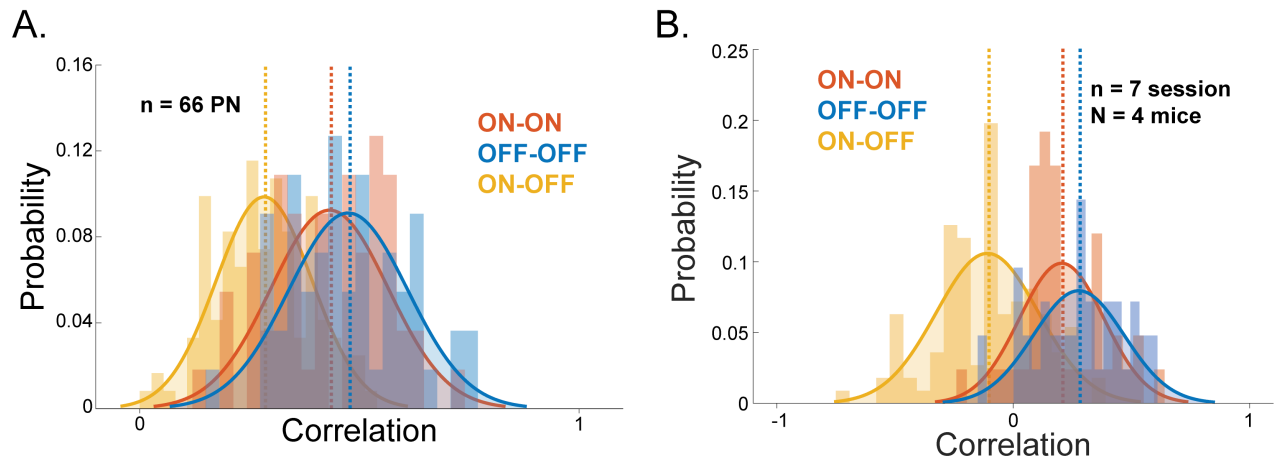 A.
0.16
0.12
0.08
0.04
0
Probability
n = 66 PN
ON-ON
OFF-OFF
ON-OFF
0
1
Correlation
B.
0.25
0.2
0.15
0.1
0.05
0
Probability
ON-ON
OFF-OFF
ON-OFF
n = 7 session
N = 4 mice
-1
0
1
Correlation